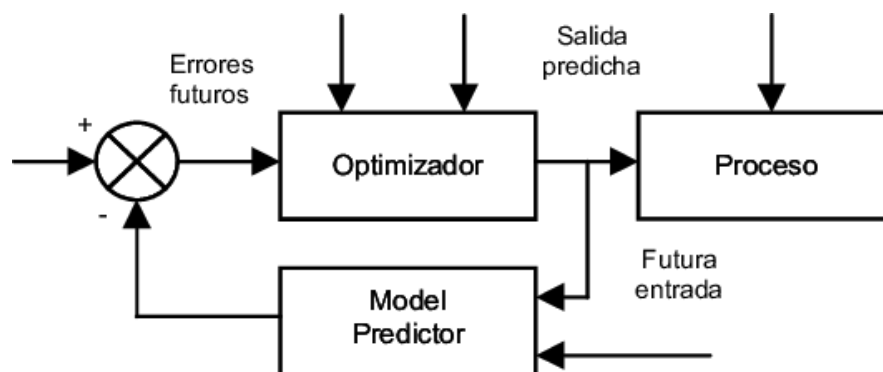 Salida
predicha
Errores
futuros
+
Optimizador
Proceso
-
Futura
entrada
Model
Predictor